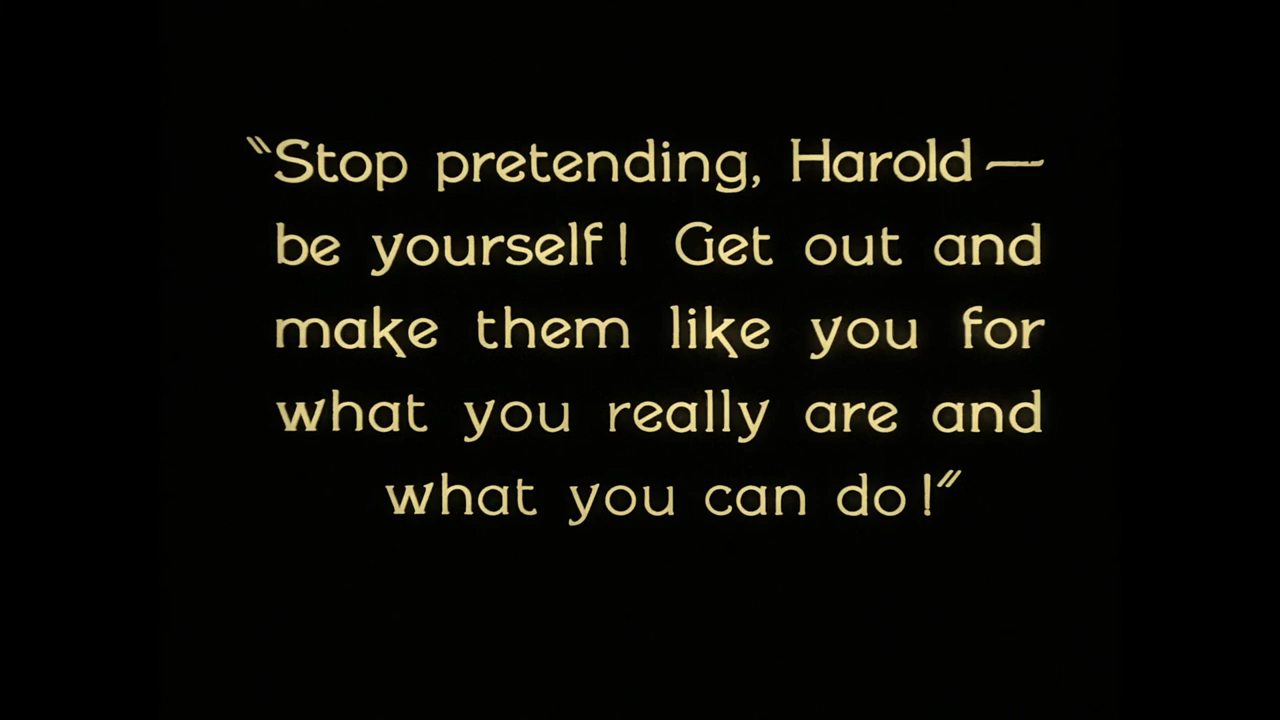 "Stop pretending, Harold—
be yourself! Get out and
make them like you for
what you really are and
what you can do!"